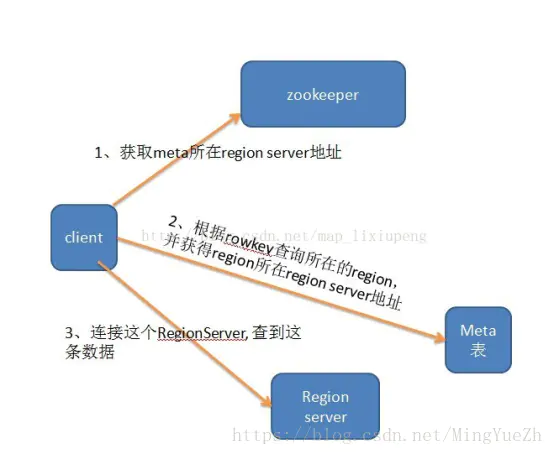 zookeeper
1、获取meta所在region server地址
client
http://blog.csdn.net/map_lixiupeng
2、根据rowkey查询所在的region，
并获得region所在region server地址
3、连接这个RegionServer, 查到这
条数据
Meta
表
Region
server
https://blog.csdn.net/MingYueZh